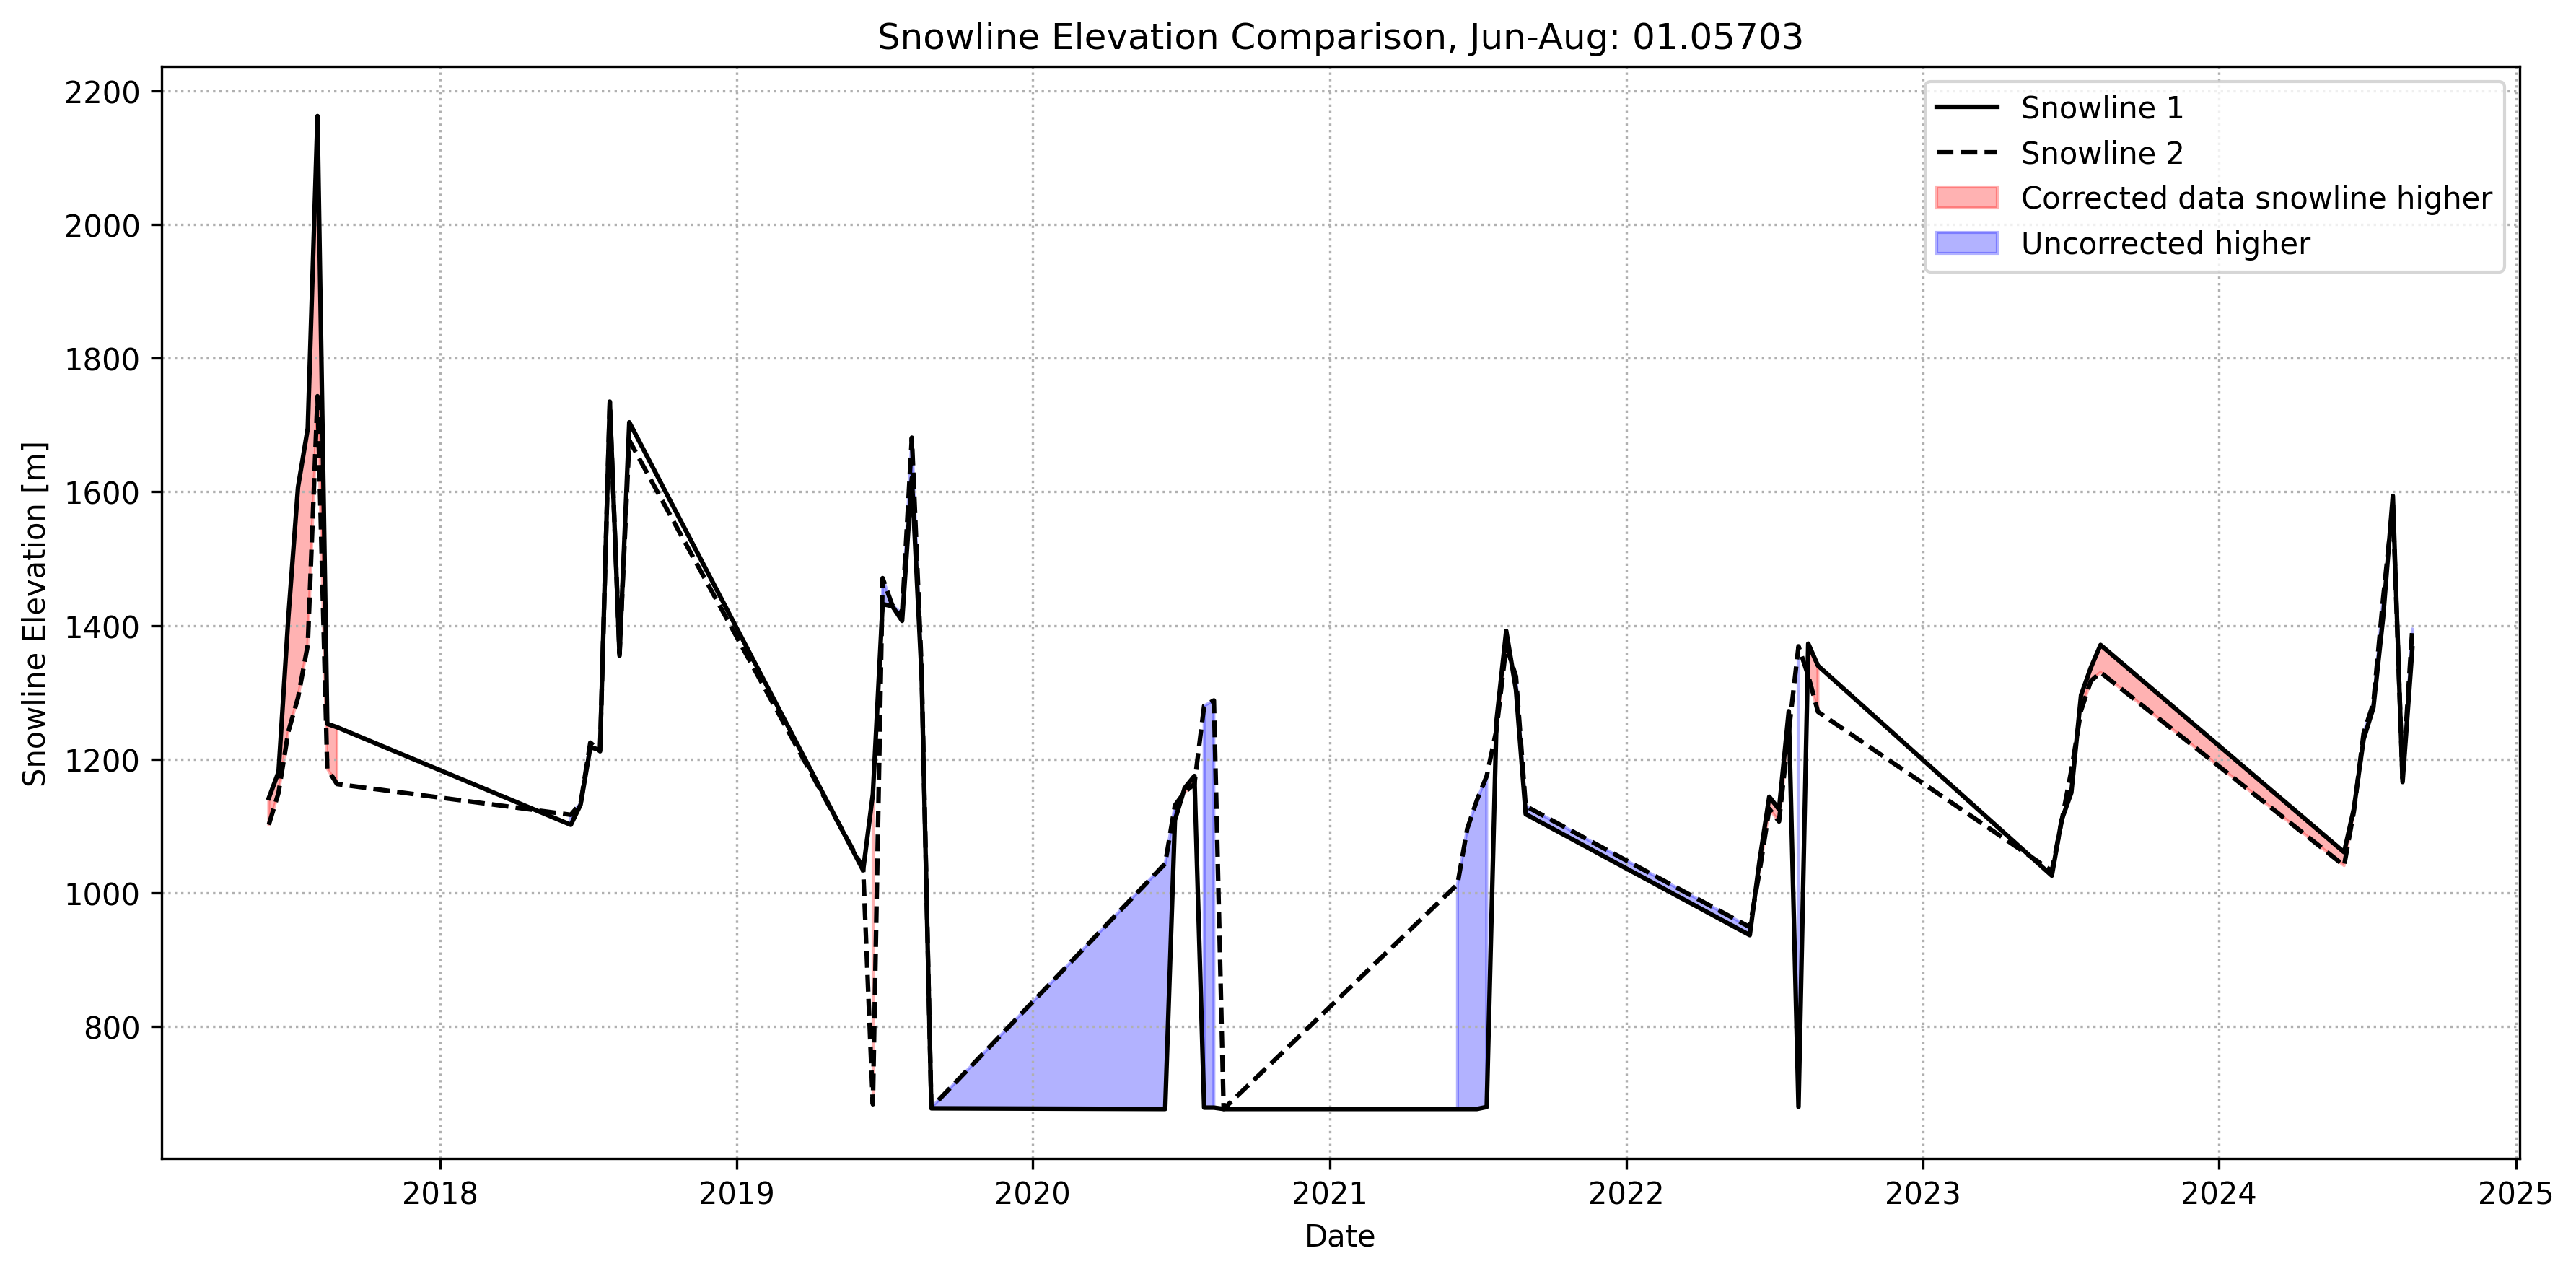 Snowline Elevation Comparison, Jun-Aug: 01.05703
Snowline 1
Snowline 2
Corrected data snowline higher
Uncorrected higher
Snowline Elevation [m]
2200
2000
1800
1600
1400
1200
1000
800
2018 2019 2020 2021 2022 2023 2024 2025
Date